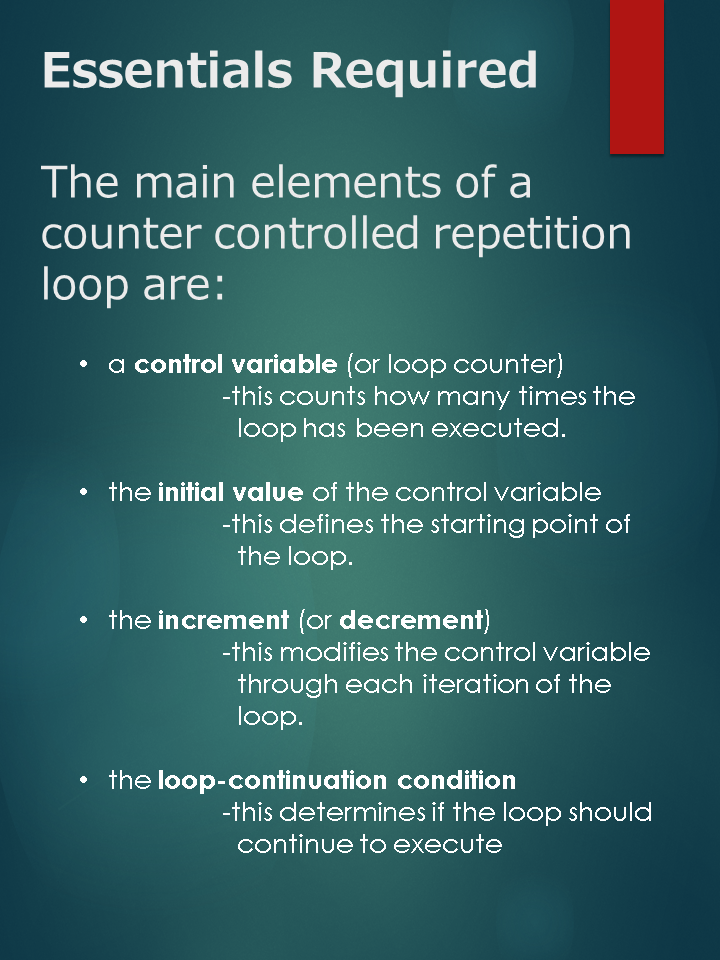 Essentials Required
The main elements of a
counter controlled repetition
loop are:
• a control variable (or loop counter)
-this counts how many times the
loop has been executed.
• the initial value of the control variable
-this defines the starting point of
the loop.
• the increment (or decrement)
-this modifies the control variable
through each iteration of the
loop.
• the loop-continuation condition
-this determines if the loop should
continue to execute